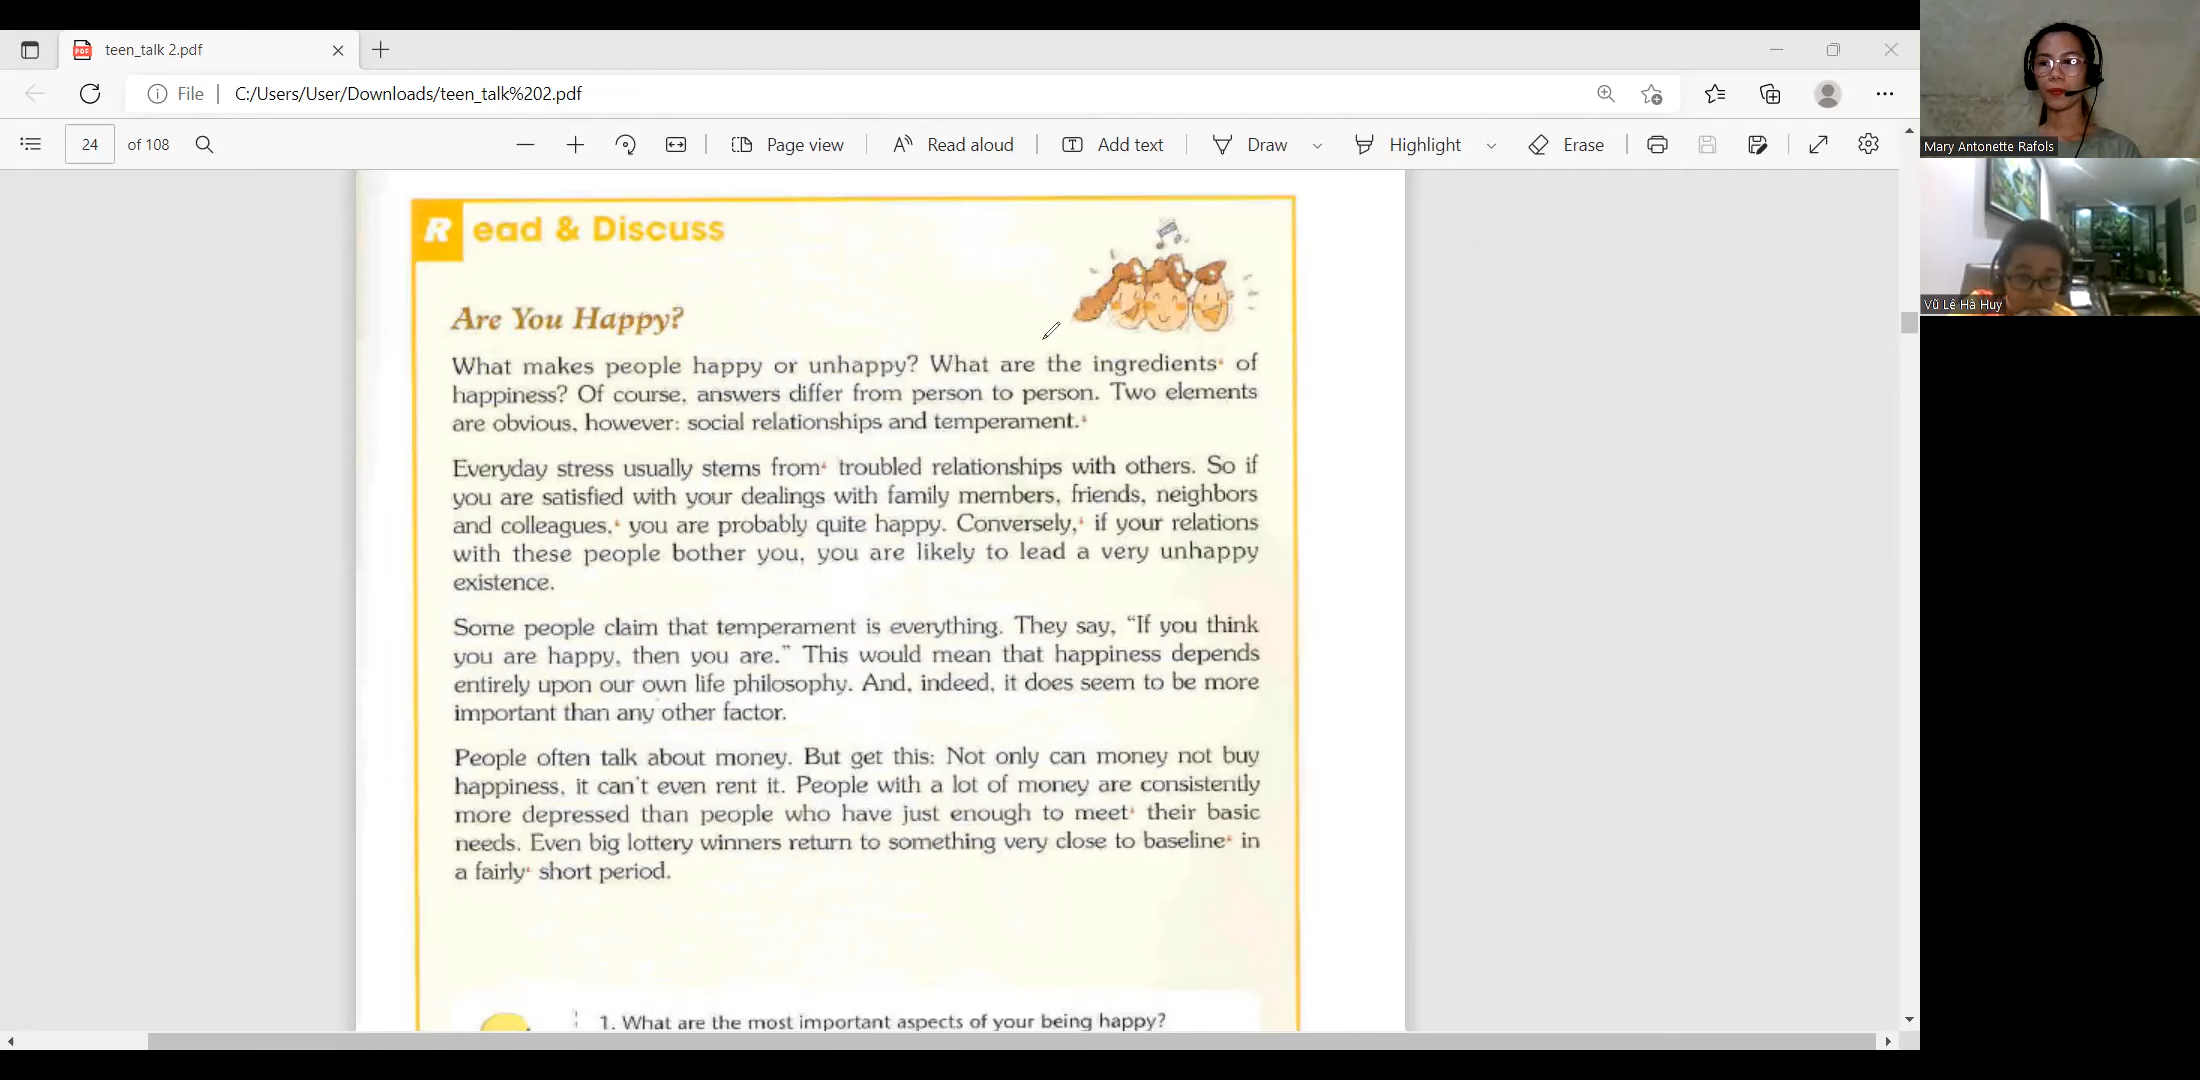 teen_talk 2.pdf
File
C:/Users/User/Downloads/teen_talk%202.pdf
24 of 108
Page view
Read aloud
Add text
Draw
Highlight
Erase
Mary Antonette Rafols
Vũ Lê Hà Huy
Read & Discuss
Are You Happy?
What makes people happy or unhappy? What are the ingredients of
happiness? Of course, answers differ from person to person. Two elements
are obvious, however: social relationships and temperament.
Everyday stress usually stems from troubled relationships with others. So if
you are satisfied with your dealings with family members, friends, neighbors
and colleagues, you are probably quite happy. Conversely, if your relations
with these people bother you, you are likely to lead a very unhappy
existence.
Some people claim that temperament is everything. They say, "If you think
you are happy, then you are." This would mean that happiness depends
entirely upon our own life philosophy. And, indeed, it does seem to be more
important than any other factor.
People often talk about money. But get this: Not only can money not buy
happiness, it can't even rent it. People with a lot of money are consistently
more depressed than people who have just enough to meet their basic
needs. Even big lottery winners return to something very close to baseline in
a fairly short period.
1. What are the most important aspects of your being happy?